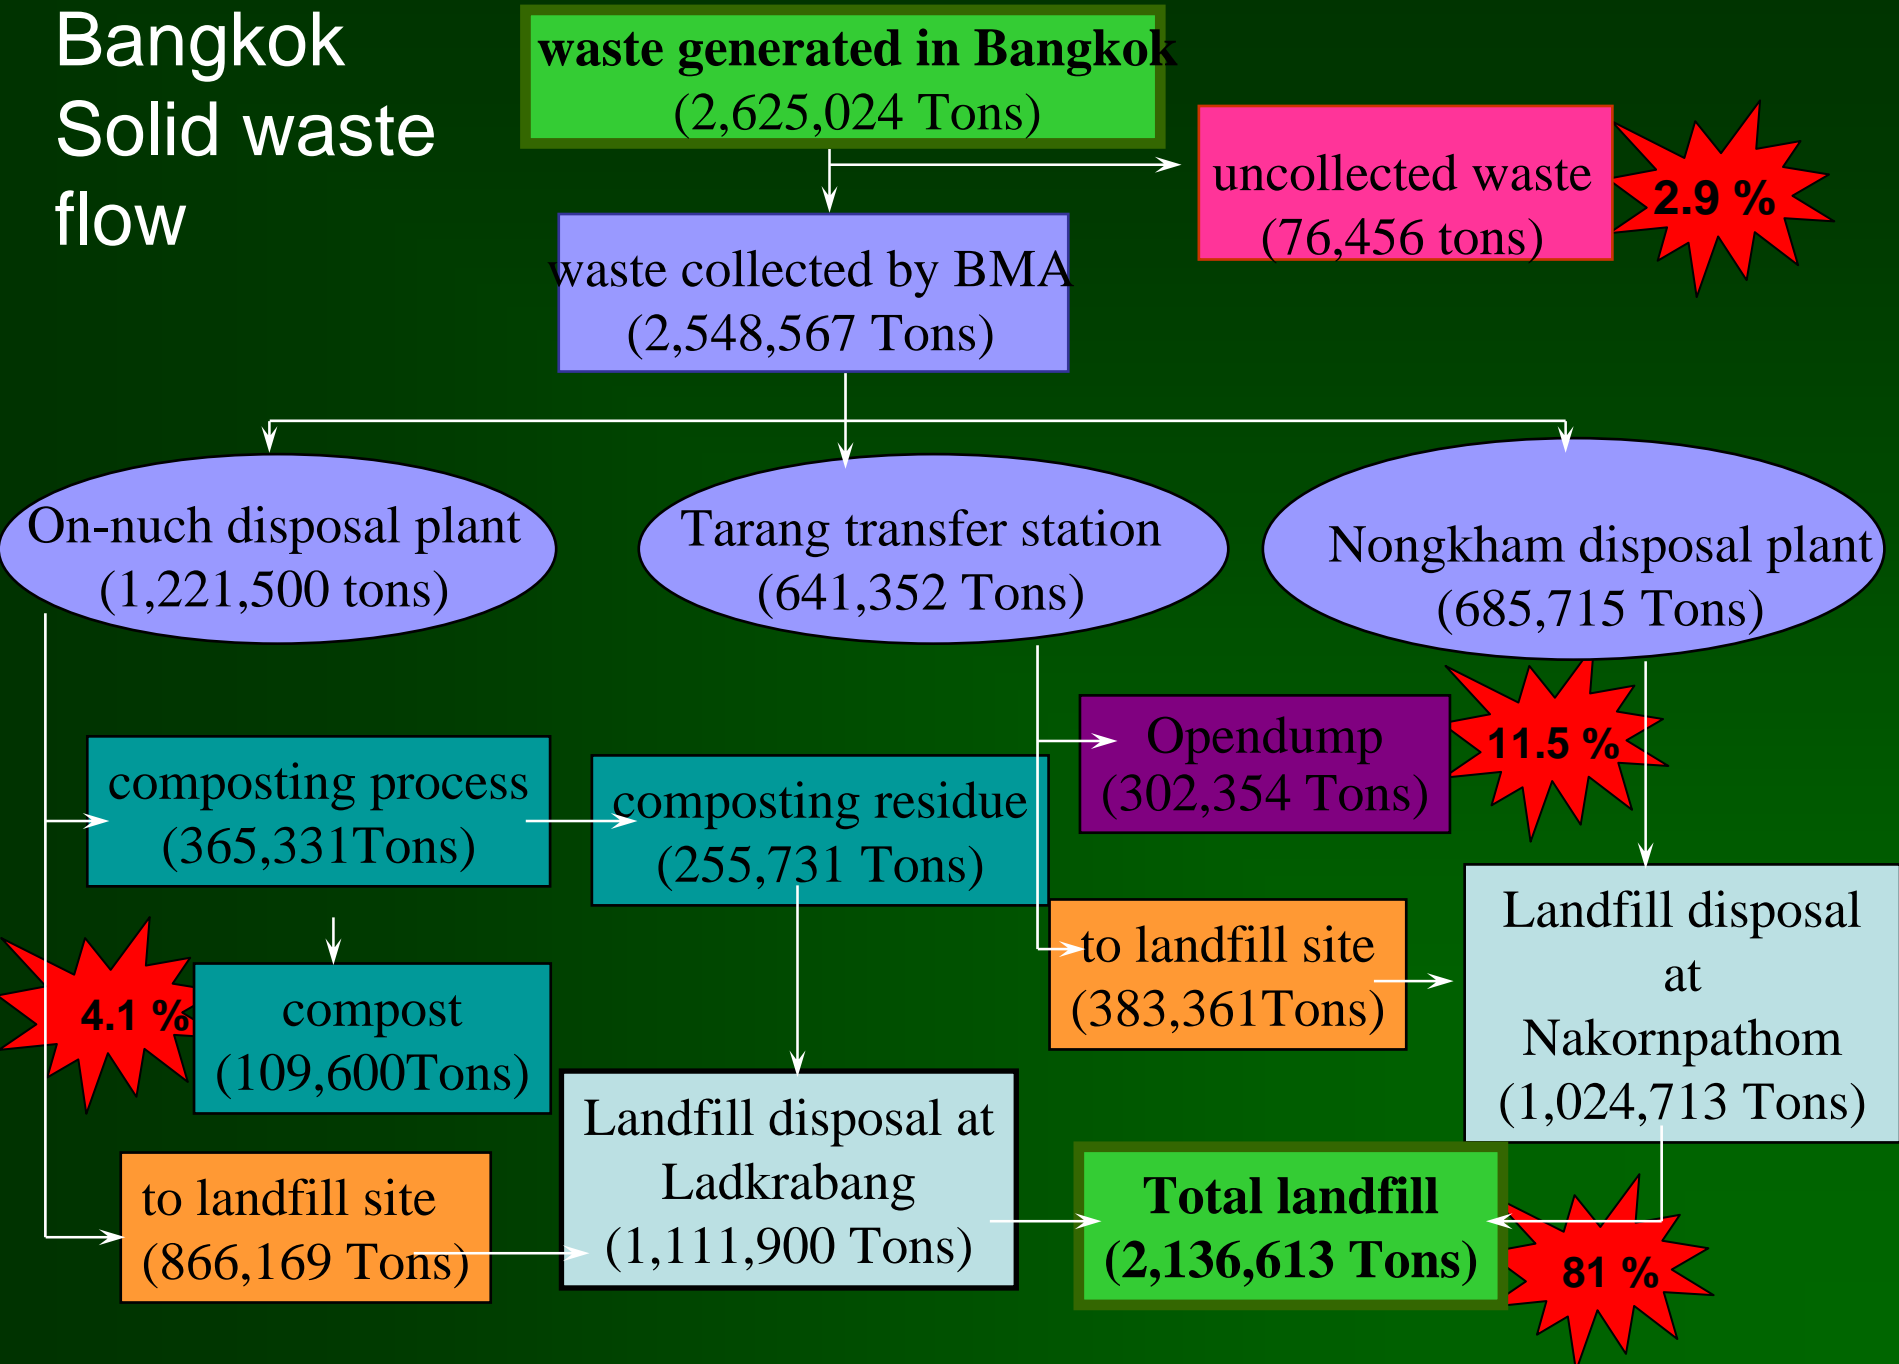 Bangkok
Solid waste
flow
waste generated in Bangkok
(2,625,024 Tons)
uncollected waste
(76,456 tons)
2.9 %
waste collected by BMA
(2,548,567 Tons)
On-nuch disposal plant
(1,221,500 tons)
Tarang transfer station
(641,352 Tons)
Nongkham disposal plant
(685,715 Tons)
composting process
(365,331Tons)
composting residue
(255,731 Tons)
Opendump
(302,354 Tons)
11.5 %
4.1 %
compost
(109,600Tons)
to landfill site
(383,361Tons)
Landfill disposal
at
Nakornpathom
(1,024,713 Tons)
to landfill site
(866,169 Tons)
Landfill disposal at
Ladkrabang
(1,111,900 Tons)
Total landfill
(2,136,613 Tons)
81 %